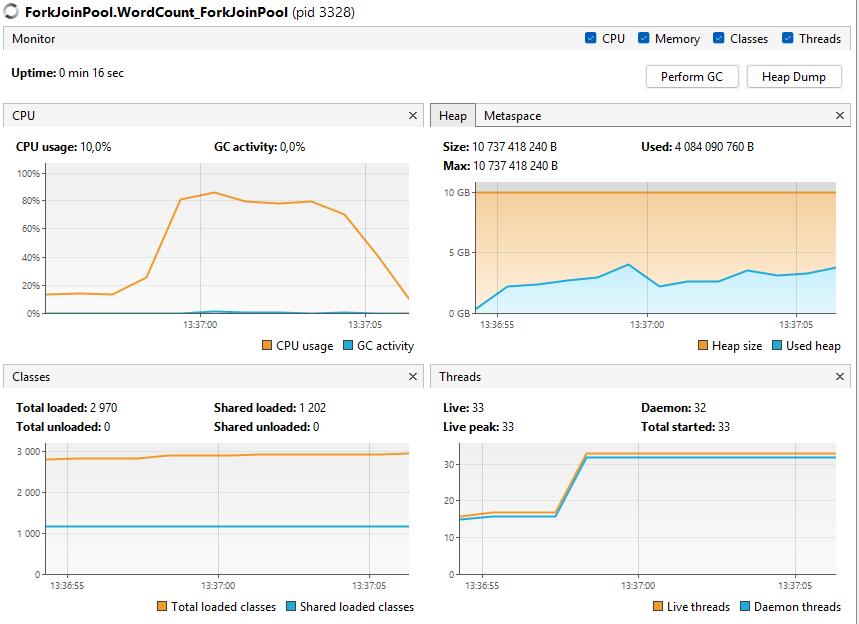 ForkJoinPool.WordCount_ForkJoinPool (pid 3328)
Monitor
CPU Memory Classes Threads
Uptime: 0 min 16 sec
Perform GC Heap Dump
CPU
CPU usage: 10,0% GC activity: 0,0%
100%
80%
60%
40%
20%
0%
13:37:00 13:37:05
CPU usage GC activity
Heap Metaspace
Size: 10 737 418 240 B Used: 4 084 090 760 B
Max: 10 737 418 240 B
10 GB
5 GB
0 GB
13:36:55 13:37:00 13:37:05
Heap size Used heap
Classes
Total loaded: 2 970 Shared loaded: 1 202
Total unloaded: 0 Shared unloaded: 0
3 000
2 000
1 000
0
13:36:55 13:37:00 13:37:05
Total loaded classes Shared loaded classes
Threads
Live: 33 Daemon: 32
Live peak: 33 Total started: 33
30
20
10
0
13:36:55 13:37:00 13:37:05
Live threads Daemon threads